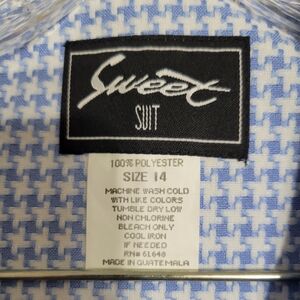 Sweet
SUIT
100% POLYESTER
SIZE 14
MACHINE WASH COLD
WITH LIKE COLORS
TUMBLE DRY LOW
NON CHLORINE
BLEACH ONLY
COOL IRON
IF NEEDED
RN# 61640
MADE IN GUATEMALA